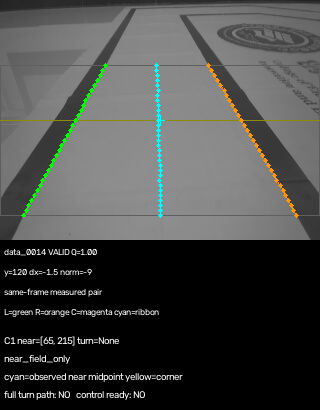 data_0014 VALID Q=1.00
y=120 dx=-1.5 norm=-9
same-frame measured pair
L=green R=orange C=magenta cyan=ribbon
C1 near=[65, 215] turn=None
near_field_only
cyan=observed near midpoint yellow=corner
full turn path: NO control ready: NO